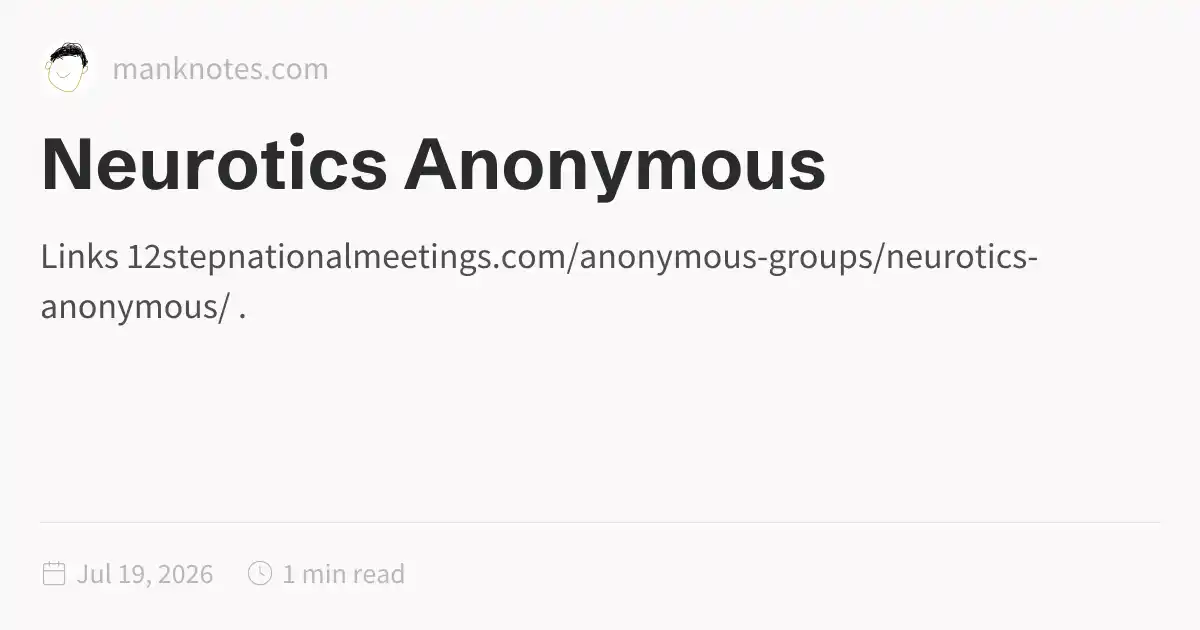 manknotes.com
Neurotics Anonymous
Links 12stepnationalmeetings.com/anonymous-groups/neurotics-
anonymous/ .
Jul 19, 2026 1 min read